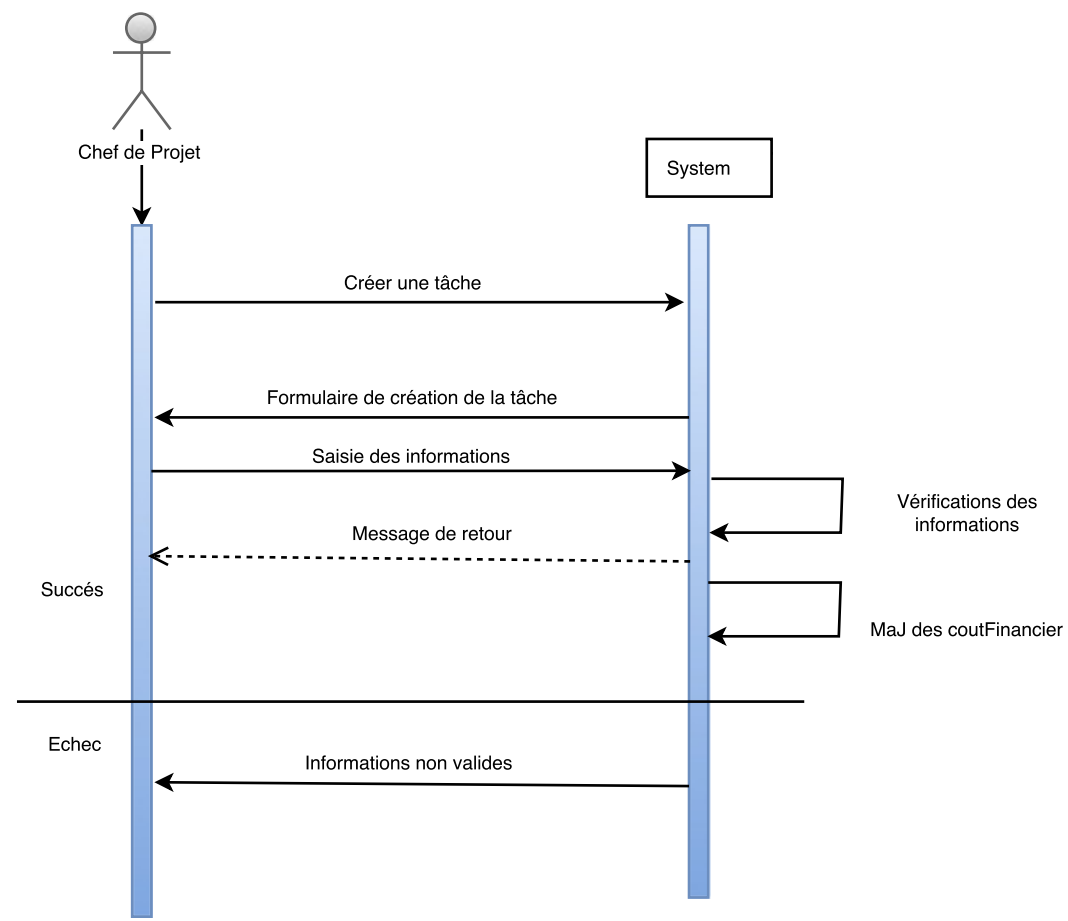 Chef de Projet
System
Créer une tâche
Formulaire de création de la tâche
Saisie des informations
Vérifications des
informations
Message de retour
Succés
MaJ des coutFinancier
Echec
Informations non valides